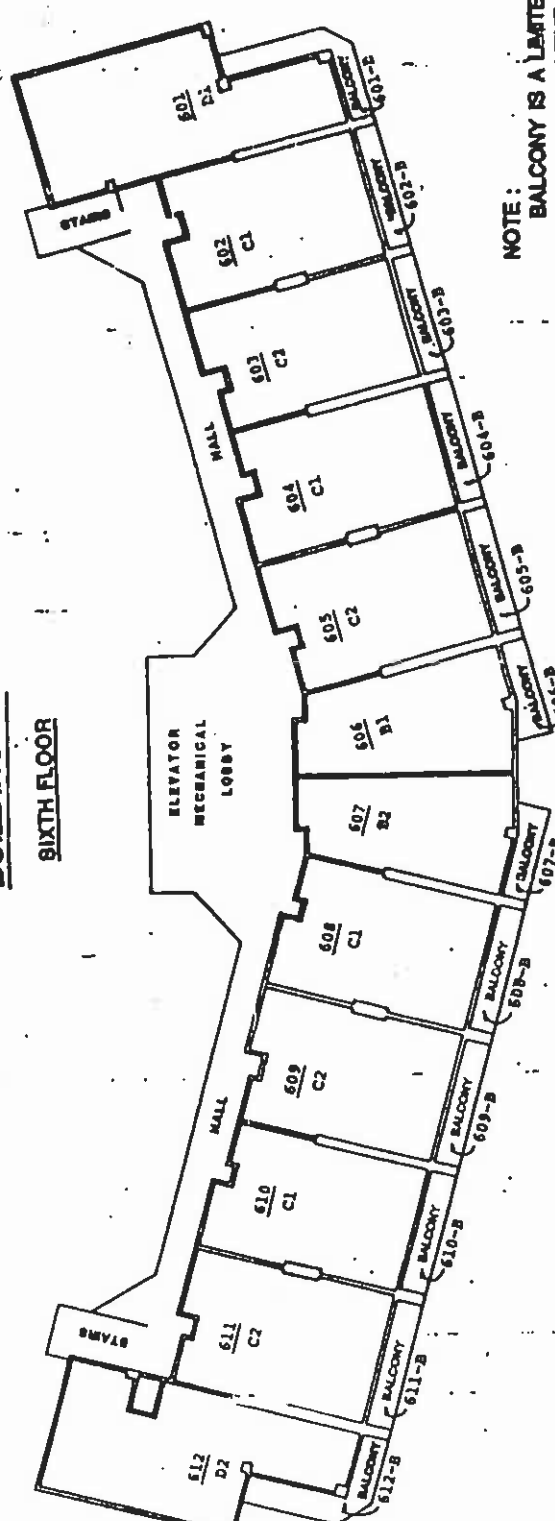 SIXTH FLOOR
NOTE :
BALCONY IS A LIMITE
ELEVATOR
MECHANICAL
LOBBY
STAIRS
HALL
HALL
STAIRS
601
D1
602
C1
603
C2
604
C1
605
C2
606
B1
607
B2
608
C1
609
C2
610
C1
611
C2
612
D2
BALCONY
601-B
BALCONY
602-B
BALCONY
603-B
BALCONY
604-B
BALCONY
605-B
BALCONY
BALCONY
607-B
BALCONY
608-B
BALCONY
609-B
BALCONY
610-B
BALCONY
611-B
BALCONY
612-B